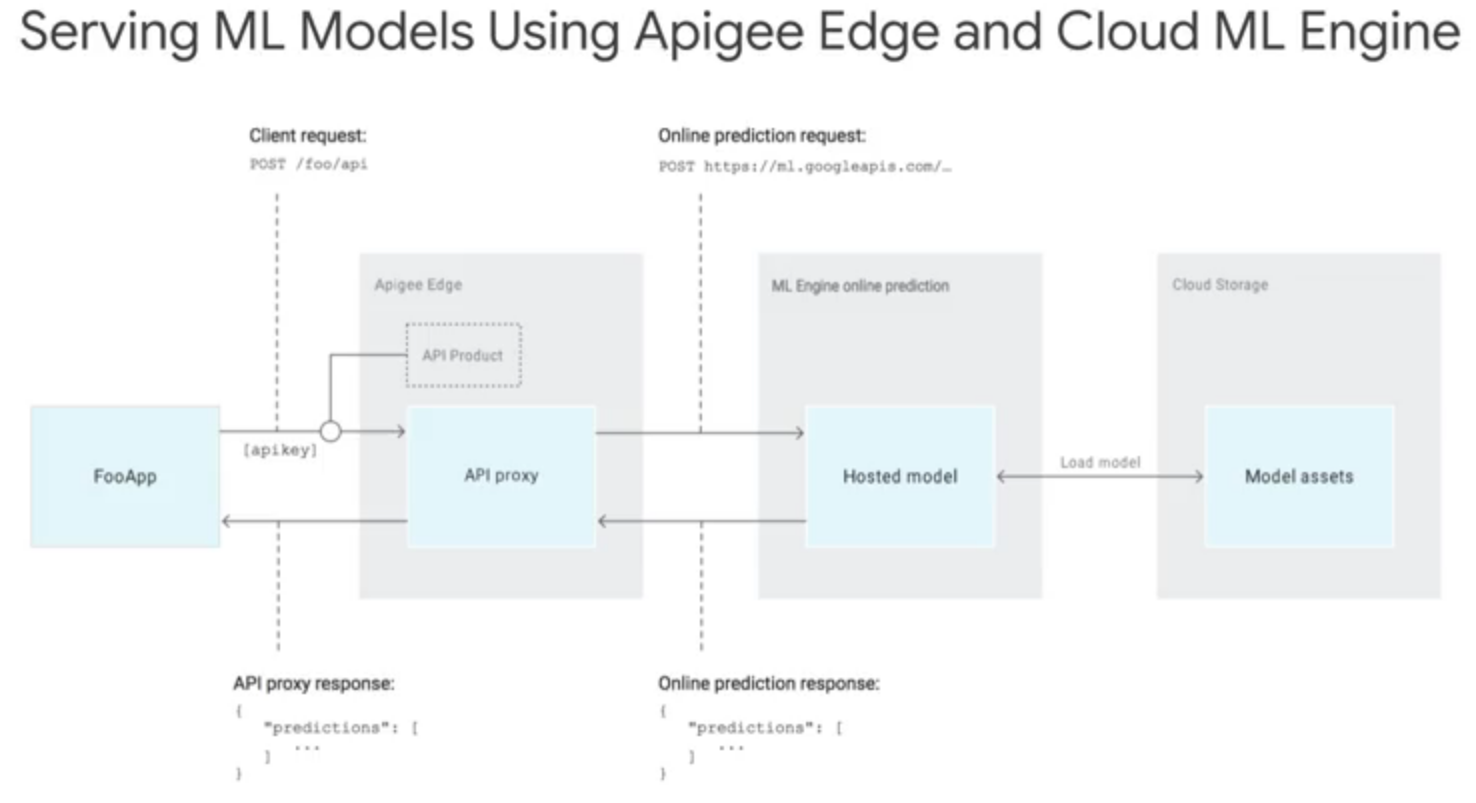 Serving ML Models Using Apigee Edge and Cloud ML Engine
Client request:
POST /foo/api
Online prediction request:
POST https://ml.googleapis.com/…
Apigee Edge
API Product
ML Engine online prediction
Cloud Storage
FooApp
[apikey]
API proxy
Hosted model
Load model
Model assets
API proxy response:
{
"predictions": [
...
]
}
Online prediction response:
{
"predictions": [
...
]
}